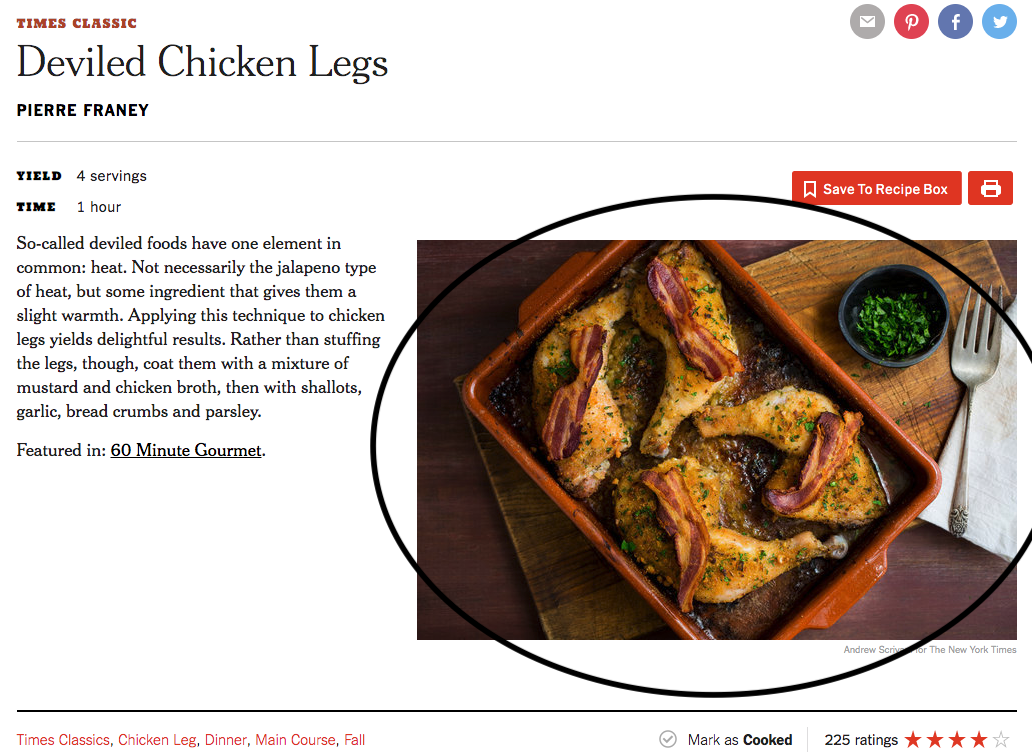 TIMES CLASSIC
Deviled Chicken Legs
PIERRE FRANEY
YIELD 4 servings
TIME 1 hour
Save To Recipe Box
So-called deviled foods have one element in
common: heat. Not necessarily the jalapeno type
of heat, but some ingredient that gives them a
slight warmth. Applying this technique to chicken
legs yields delightful results. Rather than stuffing
the legs, though, coat them with a mixture of
mustard and chicken broth, then with shallots,
garlic, bread crumbs and parsley.
Featured in: 60 Minute Gourmet.
Andrew for The New York Times
Times Classics, Chicken Leg, Dinner, Main Course, Fall
Mark as Cooked
225 ratings